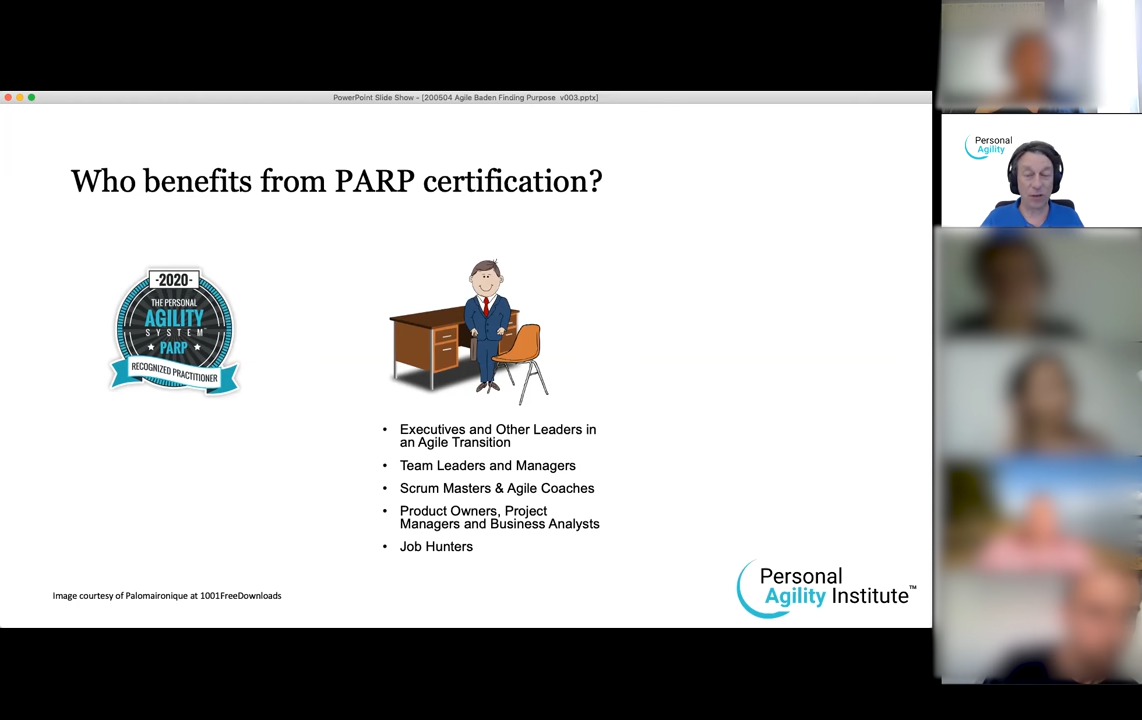 PowerPoint Slide Show - [200504 Agile Baden Finding Purpose v003.pptx]
Who benefits from PARP certification?
-2020-
THE PERSONAL
AGILITY
SYSTEM™
PARP
RECOGNIZED PRACTITIONER
• Executives and Other Leaders in
an Agile Transition
• Team Leaders and Managers
• Scrum Masters & Agile Coaches
• Product Owners, Project
Managers and Business Analysts
• Job Hunters
Image courtesy of Palomaironique at 1001FreeDownloads
Personal
Agility Institute™
Personal
Agility